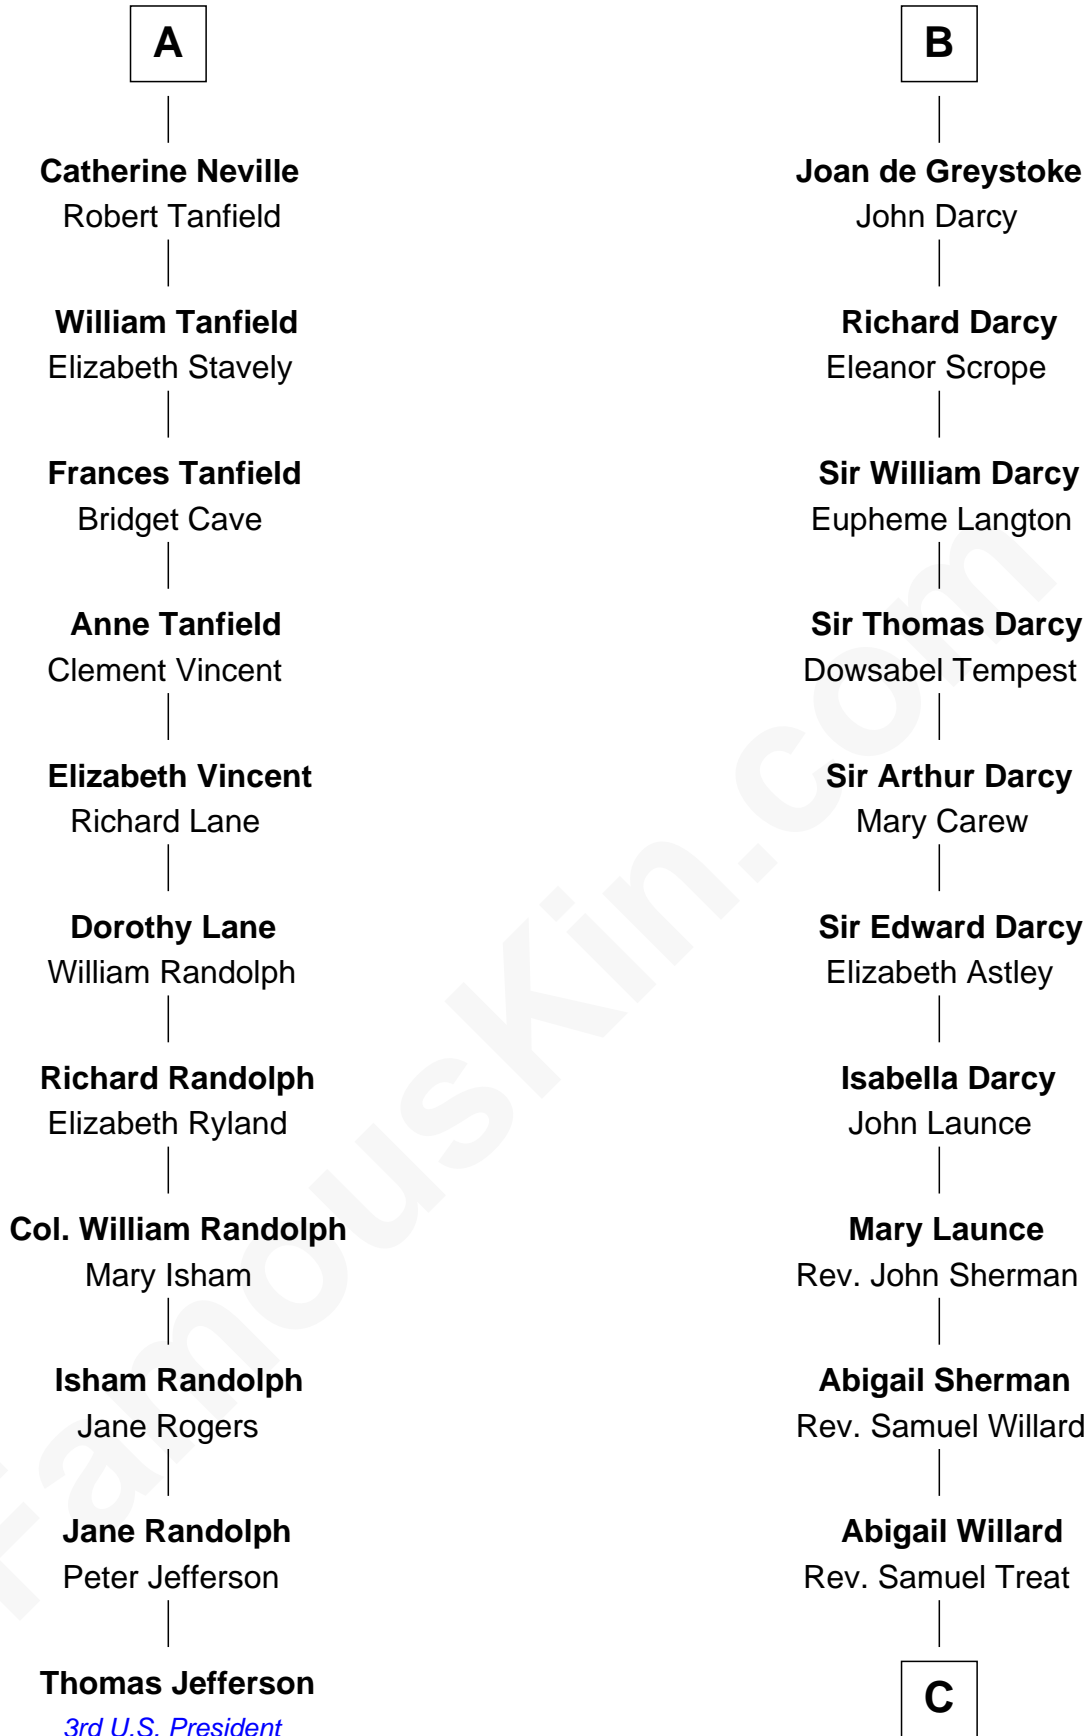 A
Catherine Neville
Robert Tanfield
William Tanfield
Elizabeth Stavely
Frances Tanfield
Bridget Cave
Anne Tanfield
Clement Vincent
Elizabeth Vincent
Richard Lane
Dorothy Lane
William Randolph
Richard Randolph
Elizabeth Ryland
Col. William Randolph
Mary Isham
Isham Randolph
Jane Rogers
Jane Randolph
Peter Jefferson
Thomas Jefferson
3rd U.S. President
B
Joan de Greystoke
John Darcy
Richard Darcy
Eleanor Scrope
Sir William Darcy
Eupheme Langton
Sir Thomas Darcy
Dowsabel Tempest
Sir Arthur Darcy
Mary Carew
Sir Edward Darcy
Elizabeth Astley
Isabella Darcy
John Launce
Mary Launce
Rev. John Sherman
Abigail Sherman
Rev. Samuel Willard
Abigail Willard
Rev. Samuel Treat
C
FamousKin.com